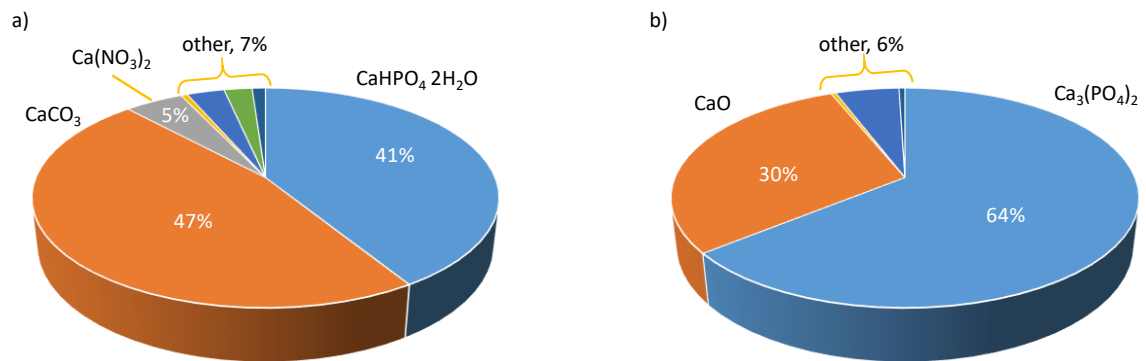 a)
other, 7%
Ca(NO₃)₂
CaHPO₄ 2H₂O
CaCO₃
5%
41%
47%
b)
other, 6%
Ca₃(PO₄)₂
CaO
30%
64%